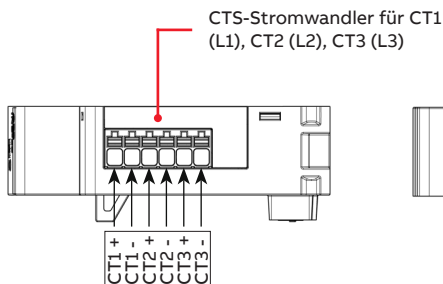 CTS-Stromwandler für CT1
(L1), CT2 (L2), CT3 (L3)
CT1 +
CT1 -
CT2 +
CT2 -
CT3 +
CT3 -